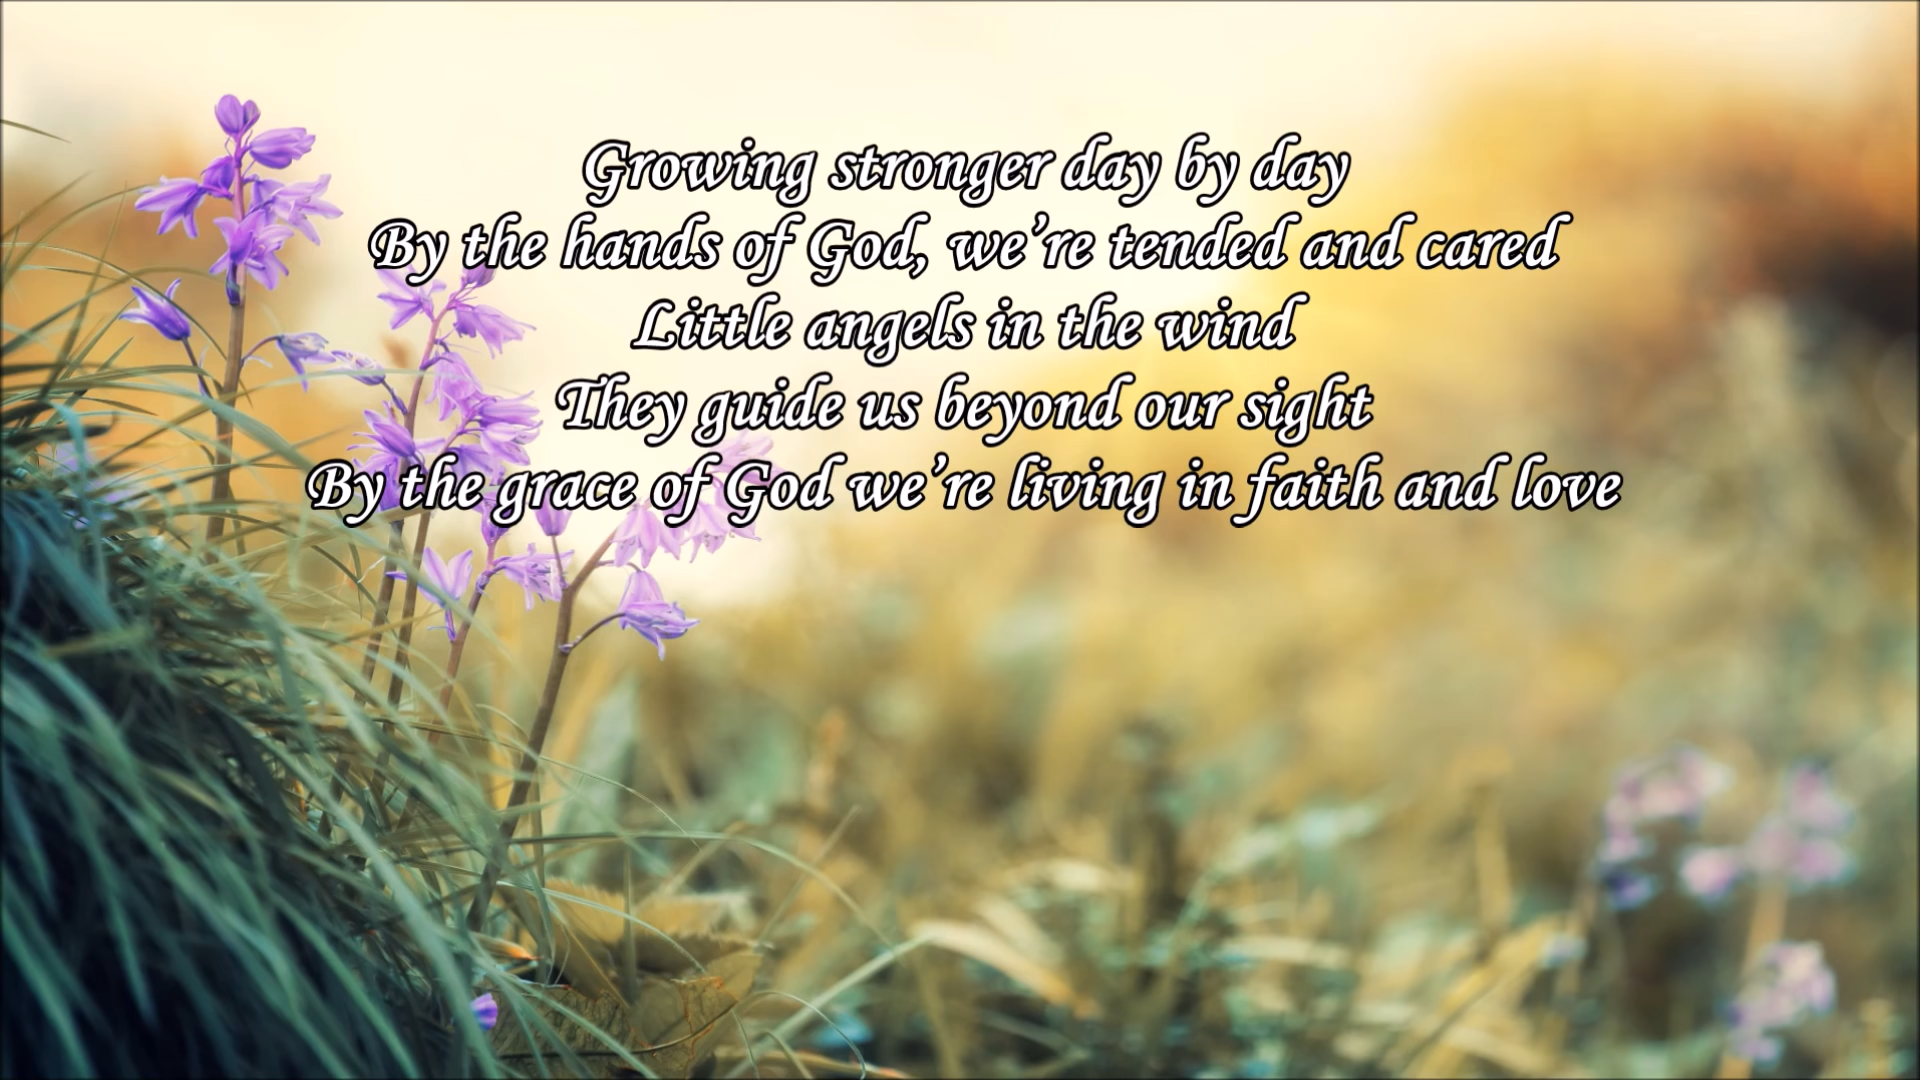 Growing stronger day by day
By the hands of God, we’re tended and cared
Little angels in the wind
They guide us beyond our sight
By the grace of God we’re living in faith and love